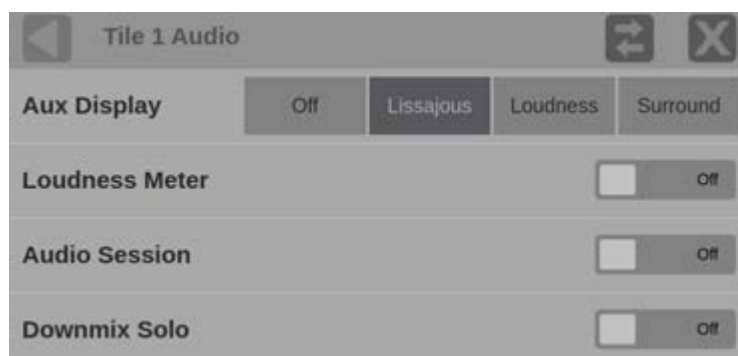 Tile 1 Audio
Aux Display Off Lissajous Loudness Surround
Loudness Meter Off
Audio Session Off
Downmix Solo Off